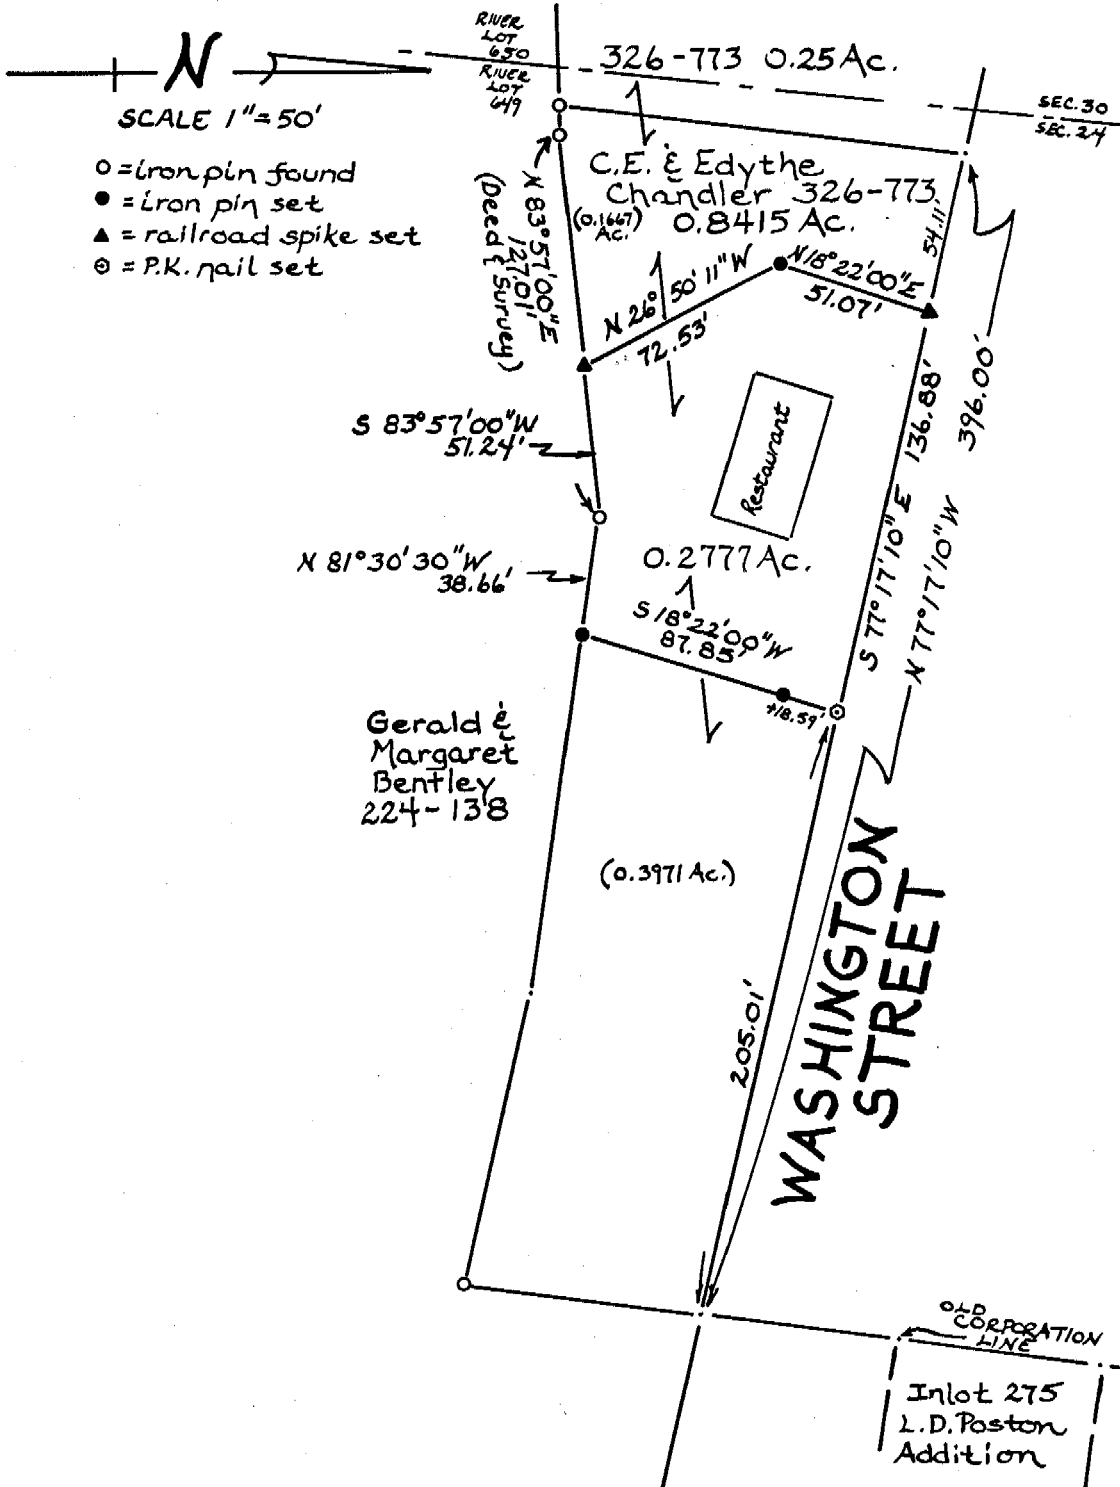 RIVER
LOT
650
RIVER
LOT
649
326-773 0.25 Ac.
SEC. 30
SEC. 24
N
SCALE 1"=50'
o = iron pin found
● = iron pin set
▲ = railroad spike set
⊙ = P.K. nail set
C.E. & Edythe
Chandler 326-773
(0.1667)
Ac.
0.8415 Ac.
N 83°57'00"E
127.01'
(Deed & Survey)
N 26° 50' 11" W
72.53'
N 18°22'00"E
51.07'
54.11'
396.00'
S 83°57'00"W
51.24'
Restaurant
S 77°17'10" E 136.88'
N 77°17'10" W
N 81°30'30"W
38.66'
0.2777 Ac.
S 18°22'00"W
87.85'
+18.59'
Gerald &
Margaret
Bentley
224-138
(0.3971 Ac.)
205.01'
WASHINGTON
STREET
OLD
CORPORATION
LINE
Inlot 275
L.D. Poston
Addition